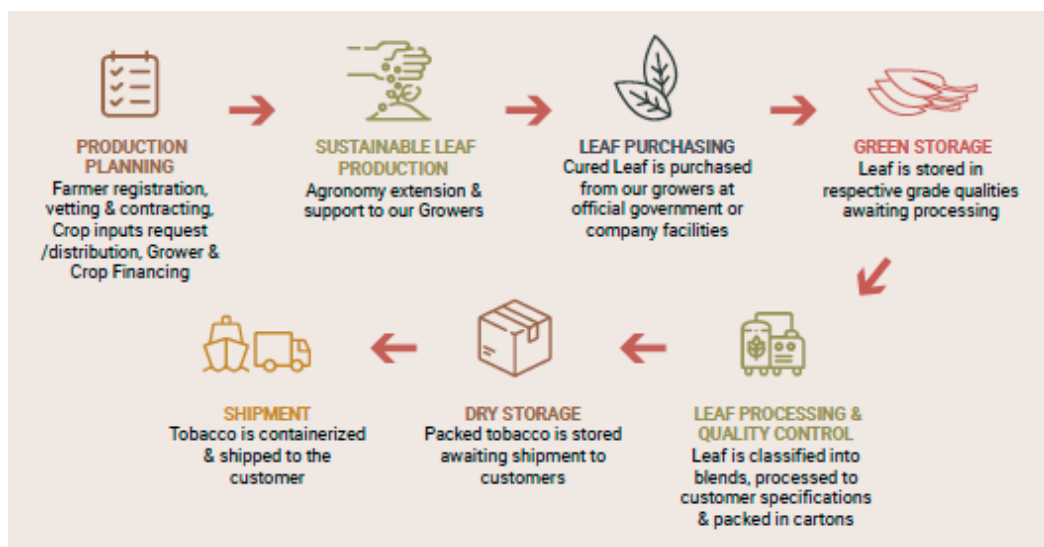 PRODUCTION
PLANNING
Farmer registration,
vetting & contracting,
Crop inputs request
/distribution, Grower &
Crop Financing
SUSTAINABLE LEAF
PRODUCTION
Agronomy extension &
support to our Growers
LEAF PURCHASING
Cured Leaf is purchased
from our growers at
official government or
company facilities
GREEN STORAGE
Leaf is stored in
respective grade qualities
awaiting processing
LEAF PROCESSING &
QUALITY CONTROL
Leaf is classified into
blends, processed to
customer specifications
& packed in cartons
DRY STORAGE
Packed tobacco is stored
awaiting shipment to
customers
SHIPMENT
Tobacco is containerized
& shipped to the
customer